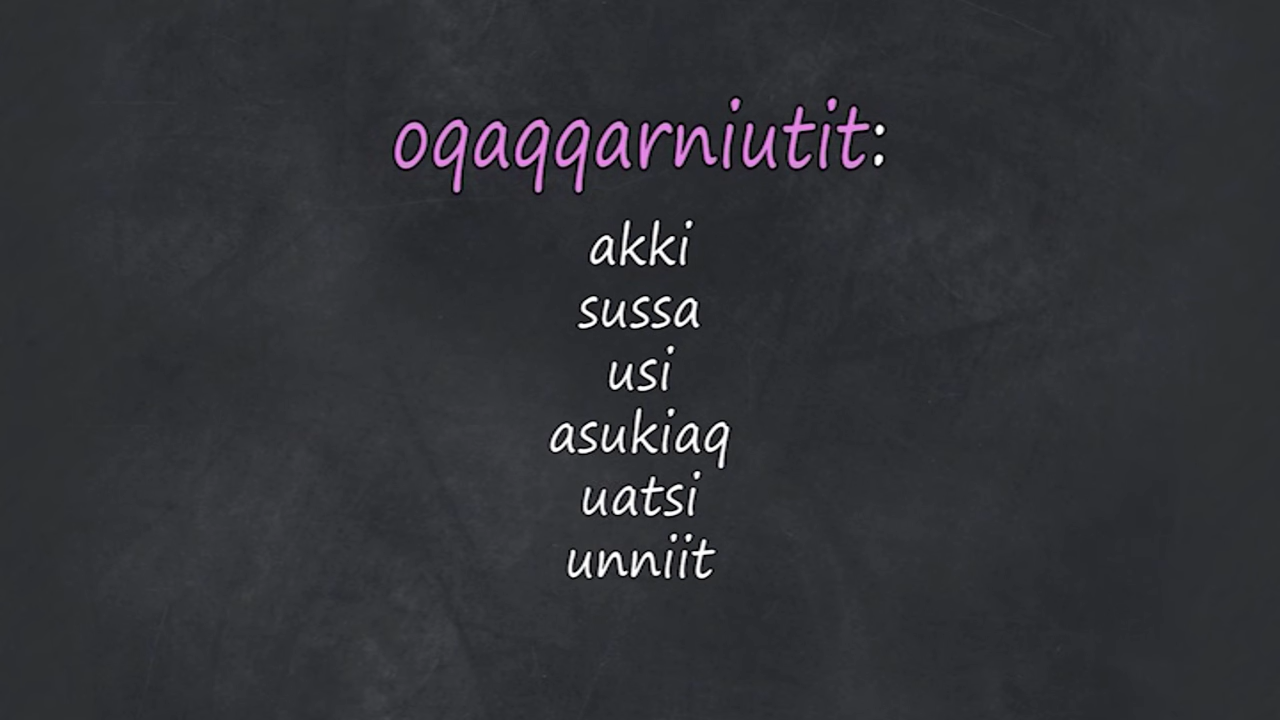 oqaqqarniutit:
akki
sussa
usi
asukiaq
uatsi
unniit